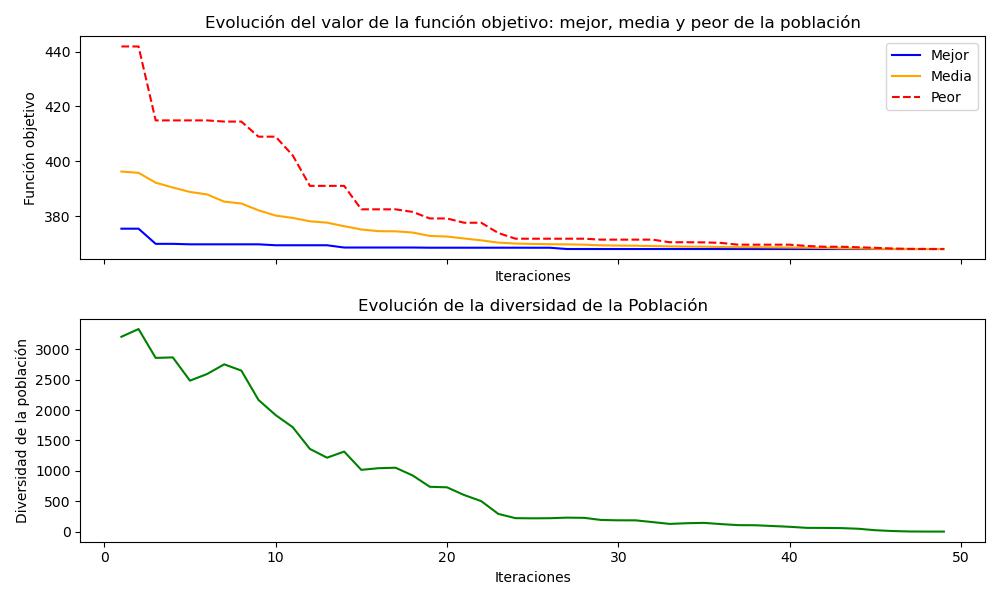 Evolución del valor de la función objetivo: mejor, media y peor de la población
440
420
400
380
Función objetivo
Mejor
Media
Peor
Iteraciones
Evolución de la diversidad de la Población
3000
2500
2000
1500
1000
500
0
Diversidad de la población
0 10 20 30 40 50
Iteraciones